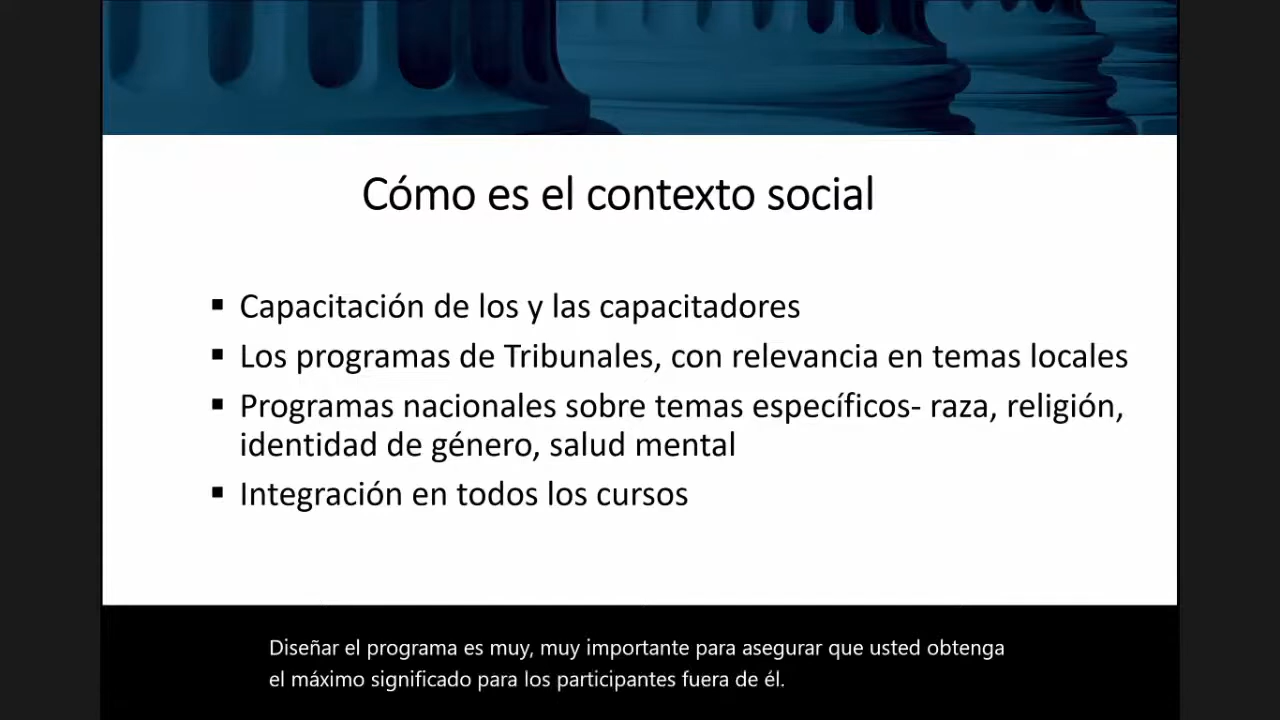 Cómo es el contexto social
▪ Capacitación de los y las capacitadores
▪ Los programas de Tribunales, con relevancia en temas locales
▪ Programas nacionales sobre temas específicos- raza, religión,
identidad de género, salud mental
▪ Integración en todos los cursos
Diseñar el programa es muy, muy importante para asegurar que usted obtenga
el máximo significado para los participantes fuera de él.